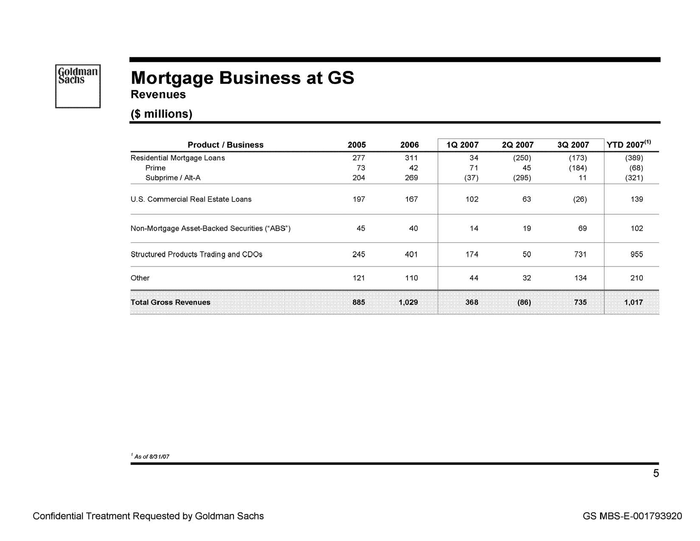 Goldman
Sachs
Mortgage Business at GS
Revenues
($ millions)
Product / Business 2005 2006 1Q 2007 2Q 2007 3Q 2007 YTD 2007(1)
Residential Mortgage Loans 277 311 34 (250) (173) (389)
Prime 73 42 71 45 (184) (68)
Subprime / Alt-A 204 269 (37) (295) 11 (321)
U.S. Commercial Real Estate Loans 197 167 102 63 (26) 139
Non-Mortgage Asset-Backed Securities ("ABS") 45 40 14 19 69 102
Structured Products Trading and CDOs 245 401 174 50 731 955
Other 121 110 44 32 134 210
Total Gross Revenues 885 1,029 368 (86) 735 1,017
1 As of 8/31/07
5
Confidential Treatment Requested by Goldman Sachs GS MBS-E-001793920